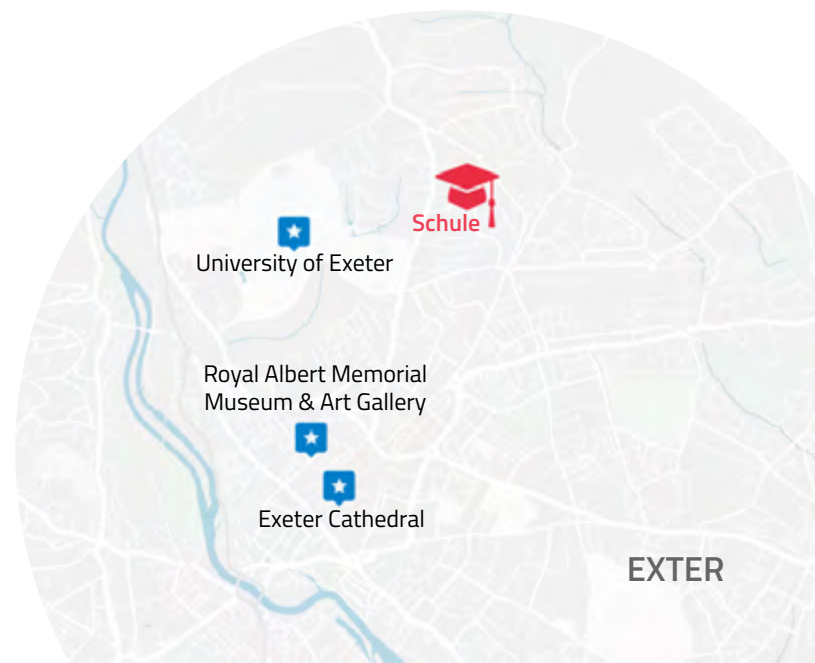 Schule
University of Exeter
Royal Albert Memorial
Museum & Art Gallery
Exeter Cathedral
EXTER